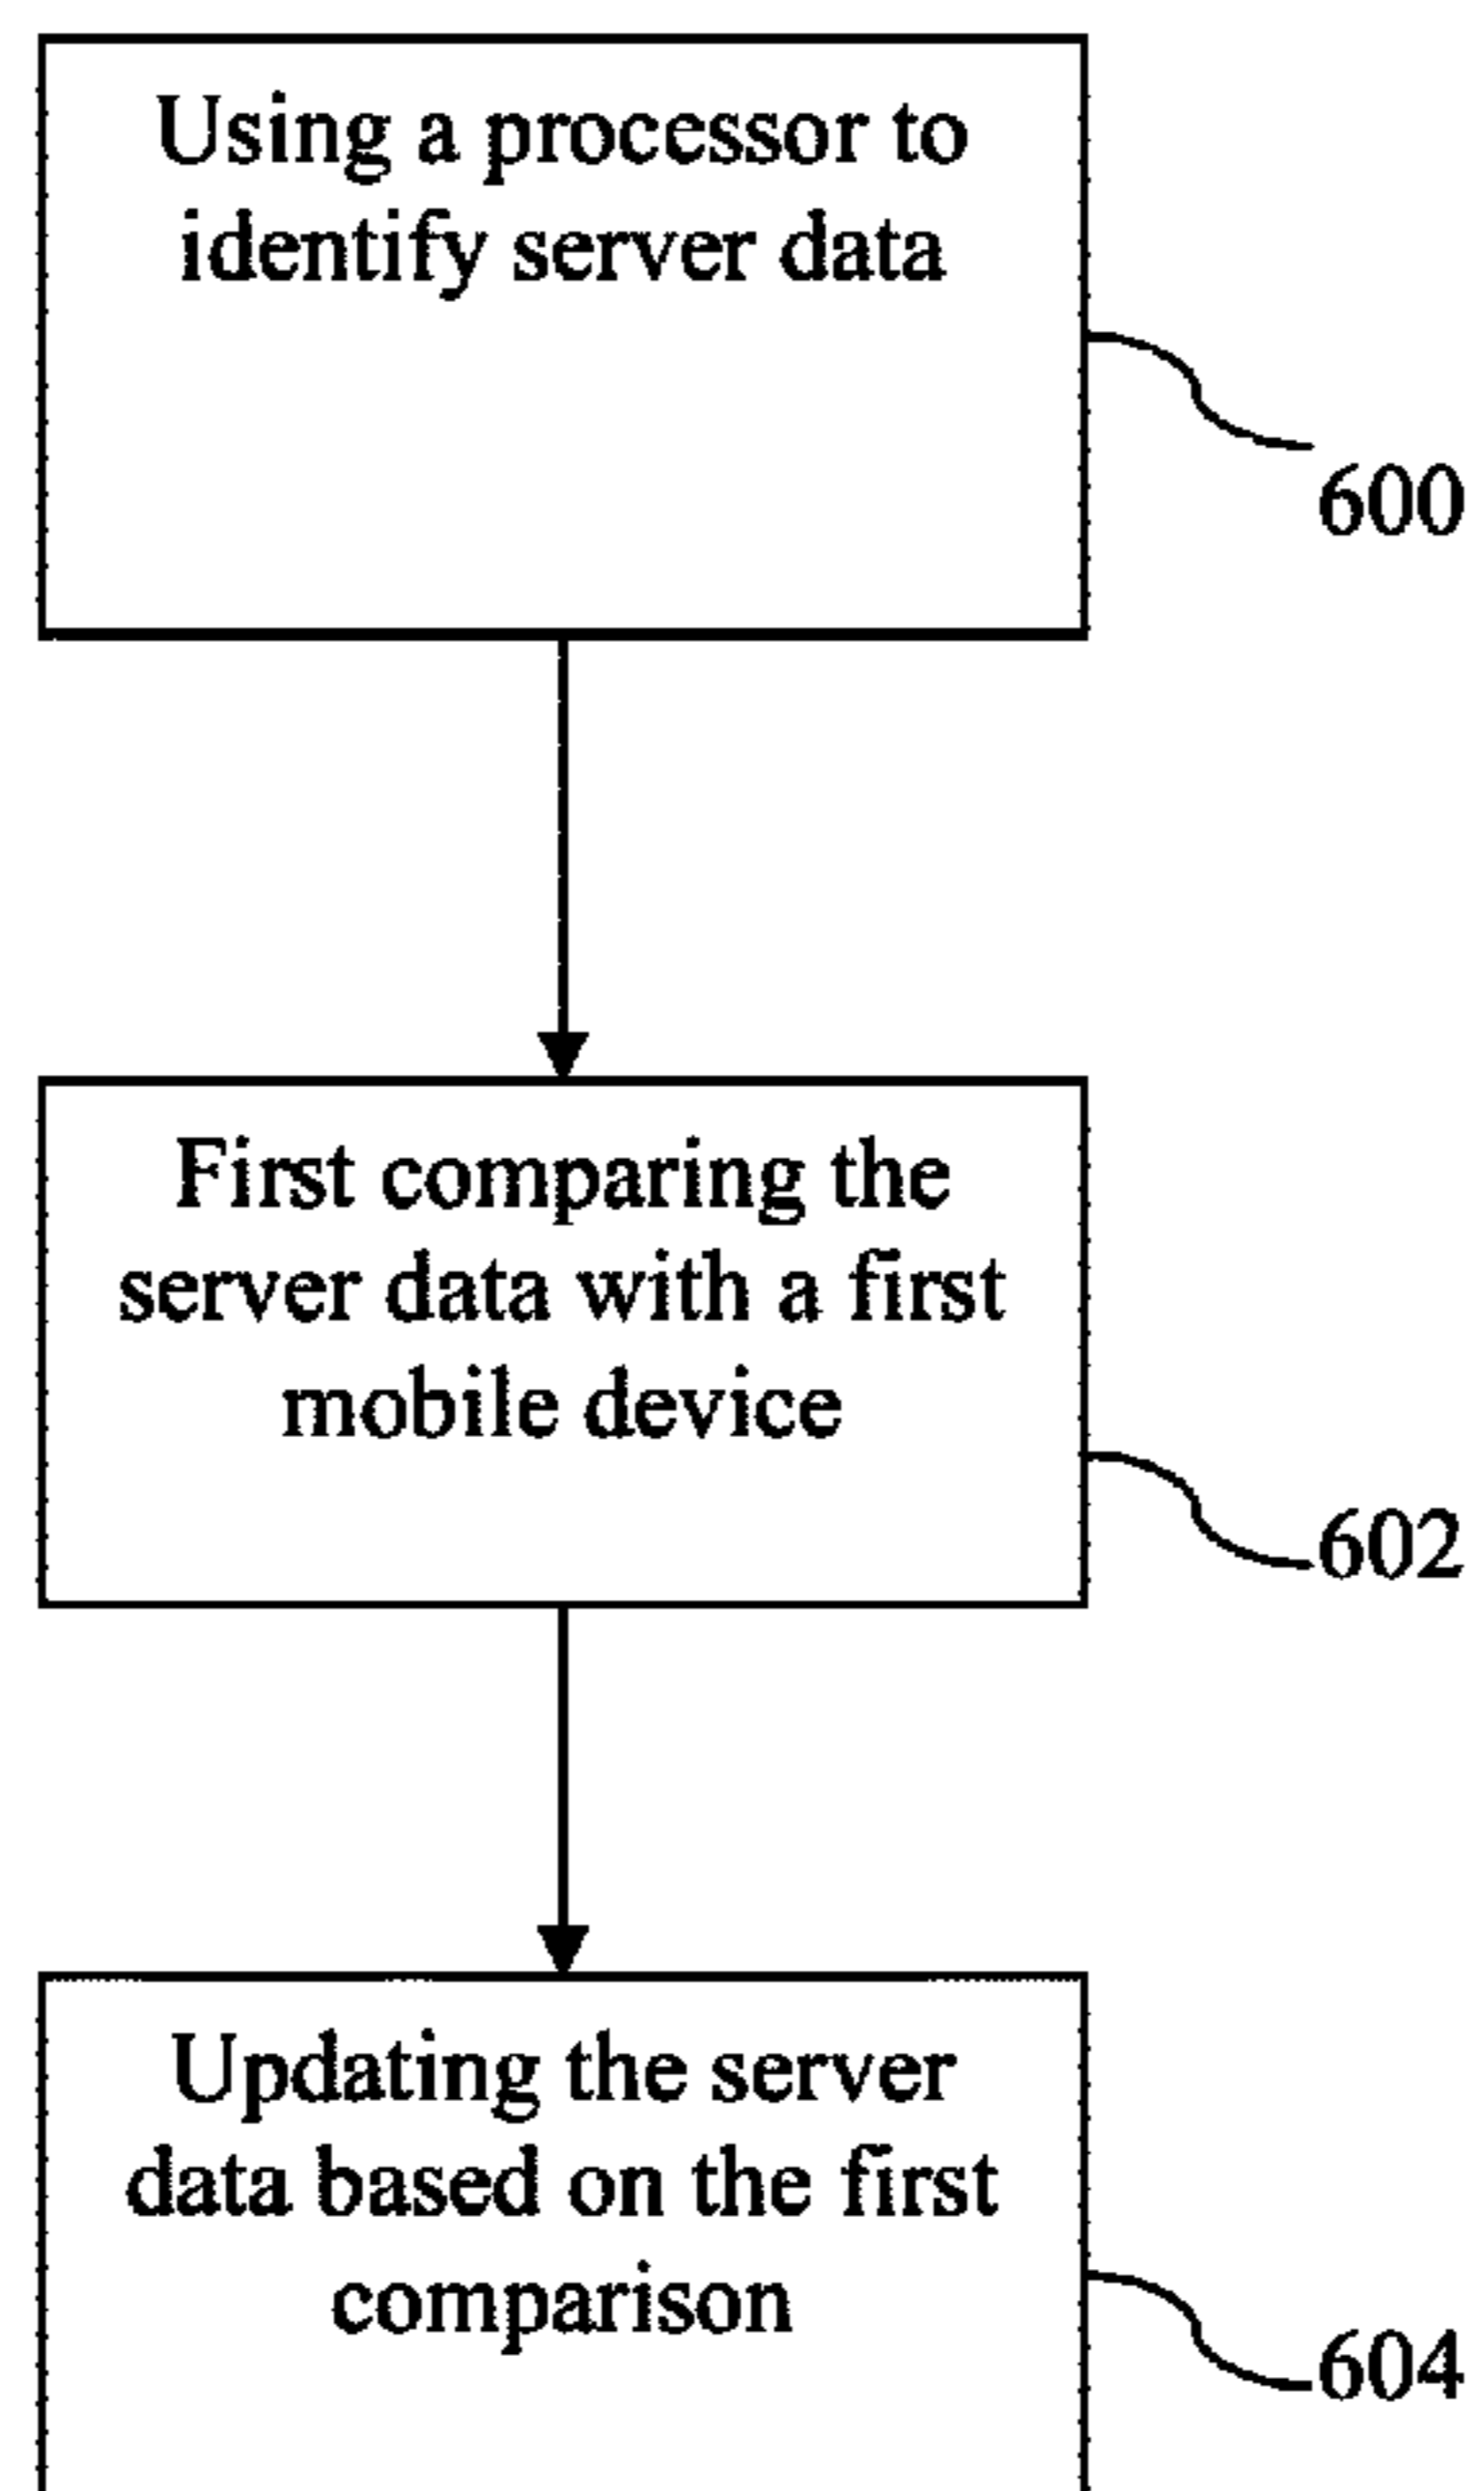 Using a processor to
identify server data
600
First comparing the
server data with a first
mobile device
602
Updating the server
data based on the first
comparison
604